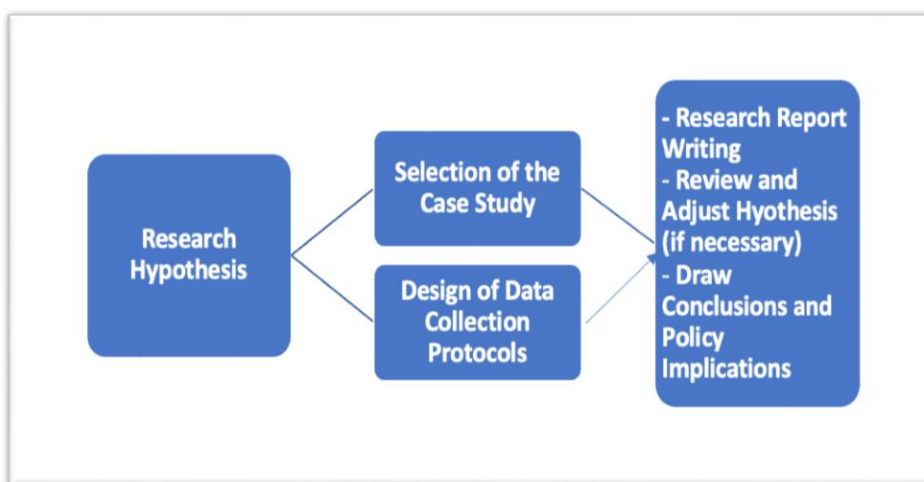 Research
Hypothesis
Selection of the
Case Study
Design of Data
Collection
Protocols
- Research Report
Writing
- Review and
Adjust Hyothesis
(if necessary)
- Draw
Conclusions and
Policy
Implications